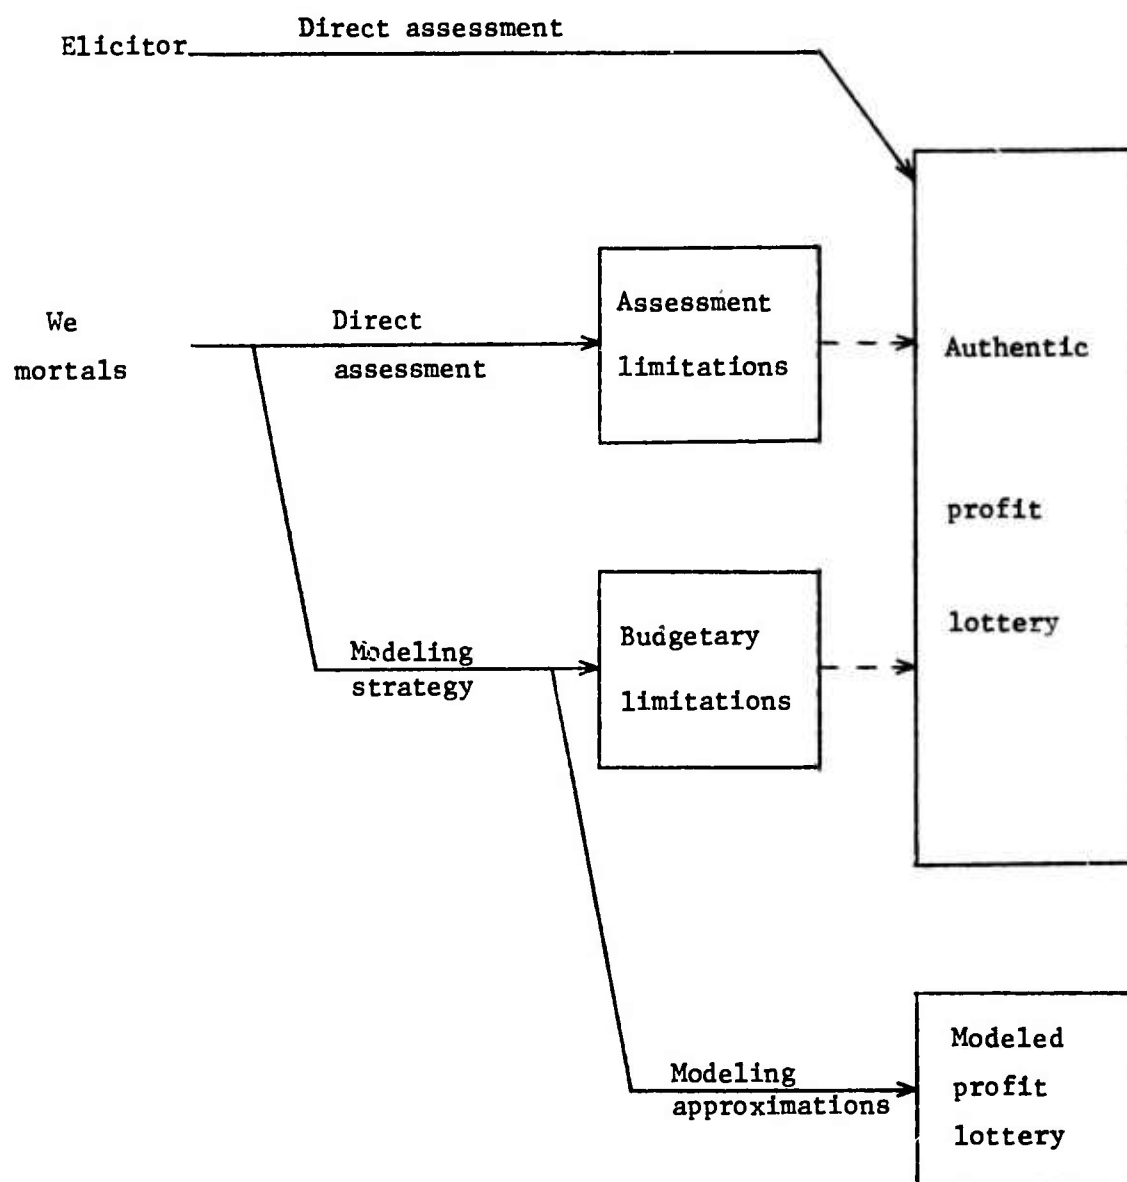 Direct assessment
Elicitor
We
mortals
Direct
assessment
Assessment
limitations
Authentic
profit
lottery
Modeling
strategy
Budgetary
limitations
Modeling
approximations
Modeled
profit
lottery